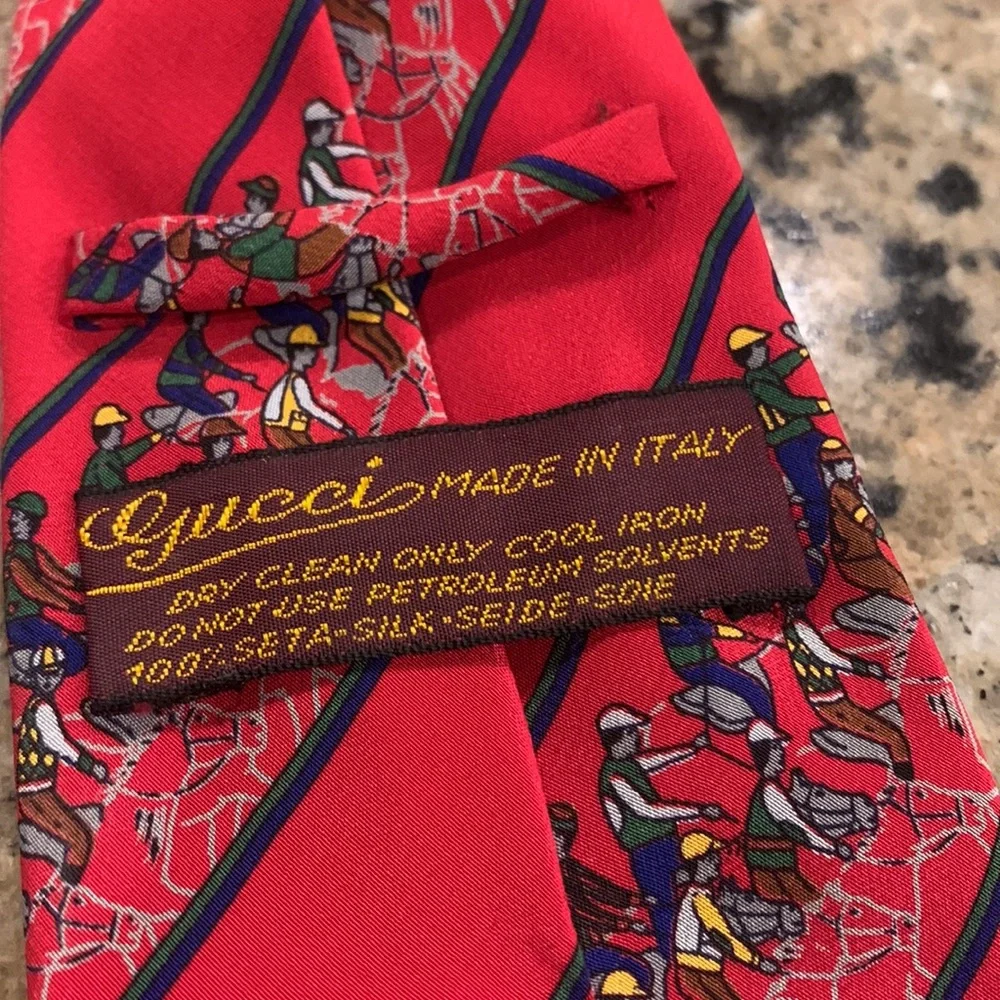 Gucci MADE IN ITALY
DRY CLEAN ONLY COOL IRON
DO NOT USE PETROLEUM SOLVENTS
100% SETA-SILK-SEIDE-SOIE